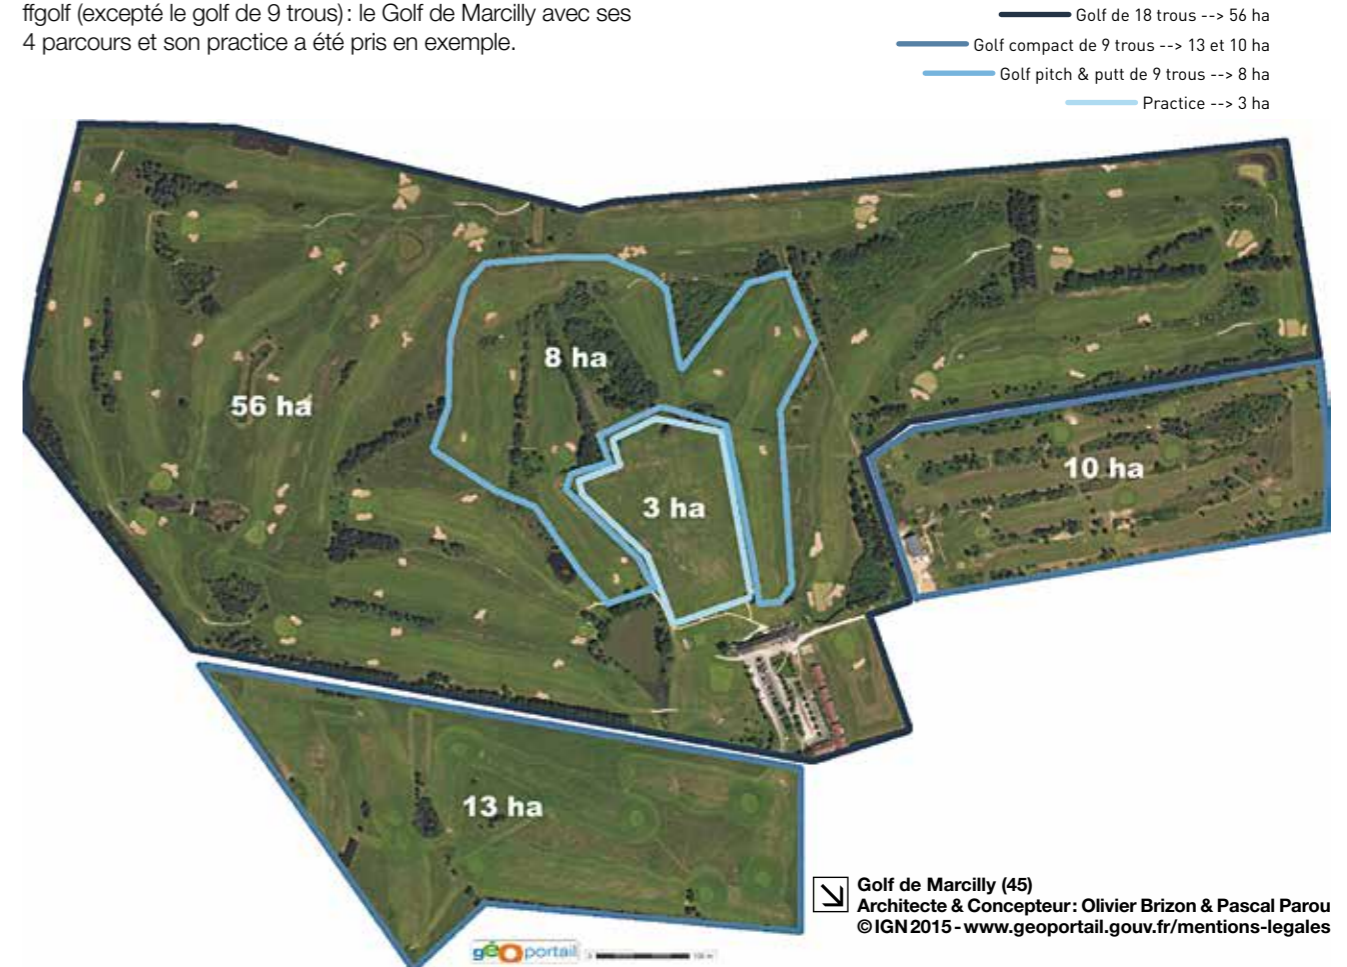 ffgolf (excepté le golf de 9 trous) : le Golf de Marcilly avec ses
4 parcours et son practice a été pris en exemple.
Golf de 18 trous --> 56 ha
Golf compact de 9 trous --> 13 et 10 ha
Golf pitch & putt de 9 trous --> 8 ha
Practice --> 3 ha
8 ha
56 ha
10 ha
3 ha
13 ha
Golf de Marcilly (45)
Architecte & Concepteur : Olivier Brizon & Pascal Parou
© IGN 2015 - www.geoportail.gouv.fr/mentions-legales
géoportail